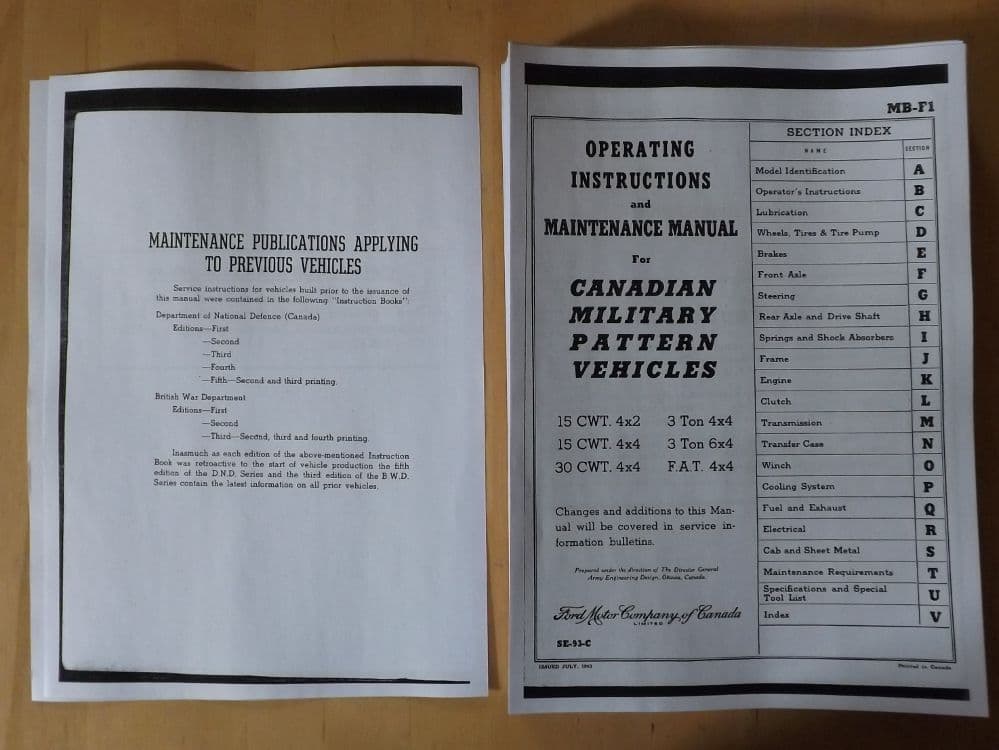 MAINTENANCE PUBLICATIONS APPLYING
TO PREVIOUS VEHICLES
Service instructions for vehicles built prior to the issuance of
this manual were contained in the following "Instruction Books":
Department of National Defence (Canada)
Editions—First
—Second
—Third
—Fourth
—Fifth—Second and third printing.
British War Department
Editions—First
—Second
—Third—Second, third and fourth printing.
Inasmuch as each edition of the above-mentioned Instruction
Book was retroactive to the start of vehicle production the fifth
edition of the D.N.D. Series and the third edition of the B.W.D.
Series contain the latest information on all prior vehicles.
MB-F1
OPERATING
INSTRUCTIONS
and
MAINTENANCE MANUAL
For
CANADIAN
MILITARY
PATTERN
VEHICLES
15 CWT. 4x2 3 Ton 4x4
15 CWT. 4x4 3 Ton 6x4
30 CWT. 4x4 F.A.T. 4x4
Changes and additions to this Man-
ual will be covered in service in-
formation bulletins.
Prepared under the direction of The Director General
Army Engineering Design, Ottawa, Canada.
Ford Motor Company of Canada
LIMITED
SE-93-C
ISSUED JULY, 1943
SECTION INDEX
NAME SECTION
Model Identification A
Operator's Instructions B
Lubrication C
Wheels, Tires & Tire Pump D
Brakes E
Front Axle F
Steering G
Rear Axle and Drive Shaft H
Springs and Shock Absorbers I
Frame J
Engine K
Clutch L
Transmission M
Transfer Case N
Winch O
Cooling System P
Fuel and Exhaust Q
Electrical R
Cab and Sheet Metal S
Maintenance Requirements T
Specifications and Special
Tool List U
Index V
Printed in Canada